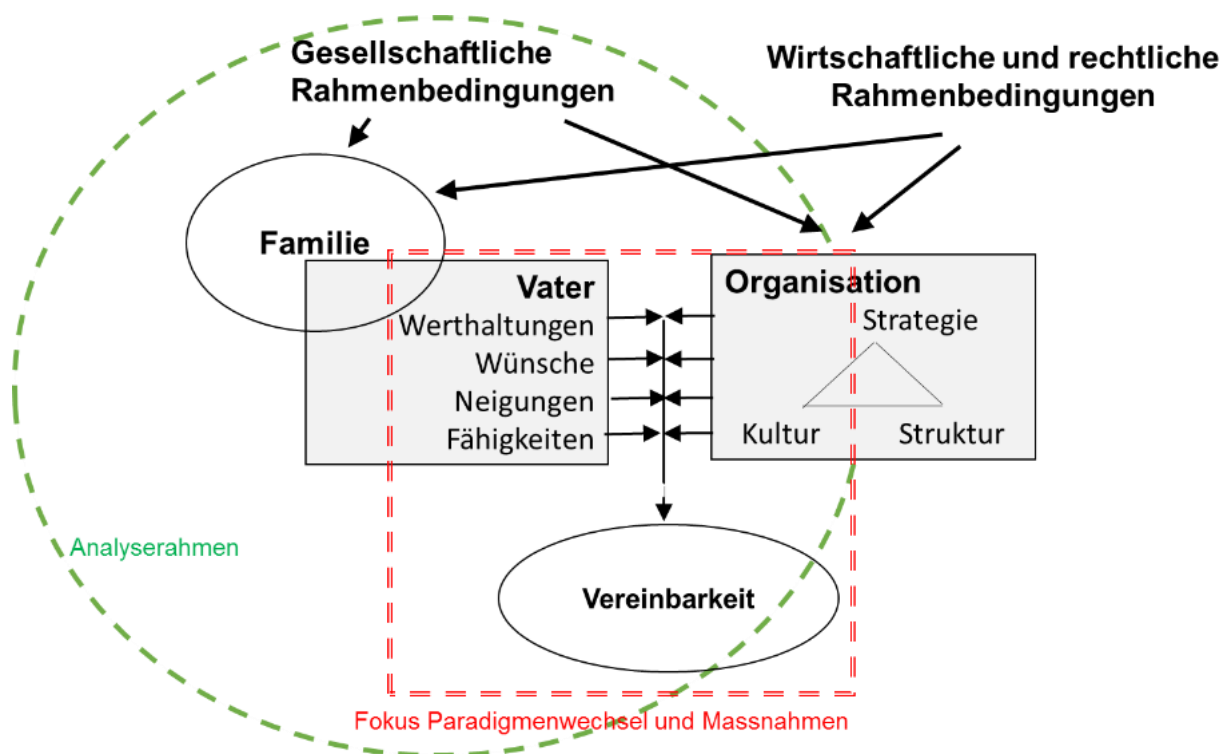 Gesellschaftliche
Rahmenbedingungen
Wirtschaftliche und rechtliche
Rahmenbedingungen
Familie
Vater
Werthaltungen
Wünsche
Neigungen
Fähigkeiten
Organisation
Strategie
Kultur
Struktur
Analyserahmen
Vereinbarkeit
Fokus Paradigmenwechsel und Massnahmen